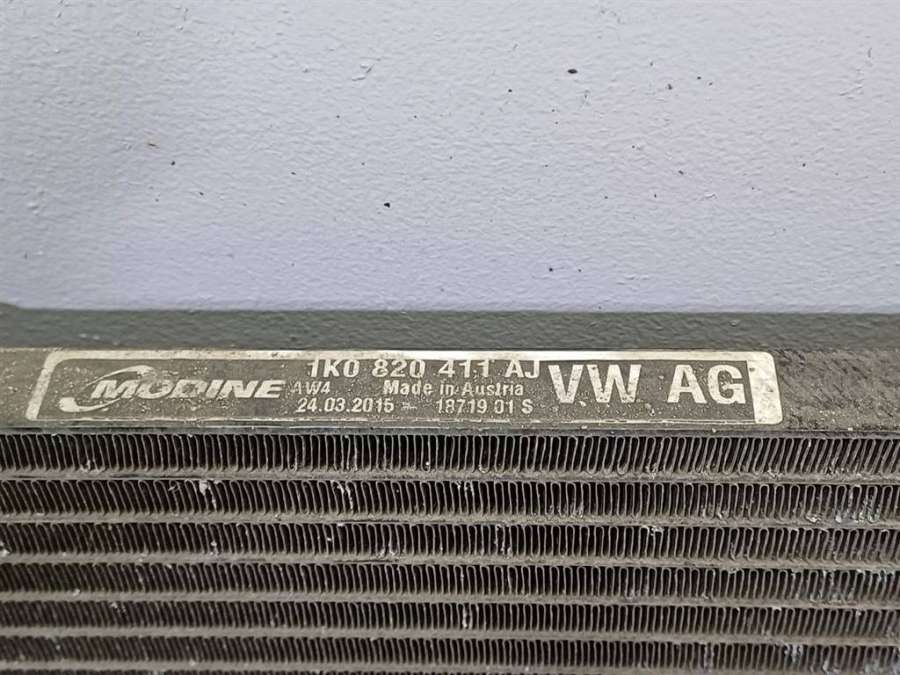 MODINE
1K0 820 411 AJ
AW4 Made in Austria
24.03.2015 – 18719 01 S
VW AG